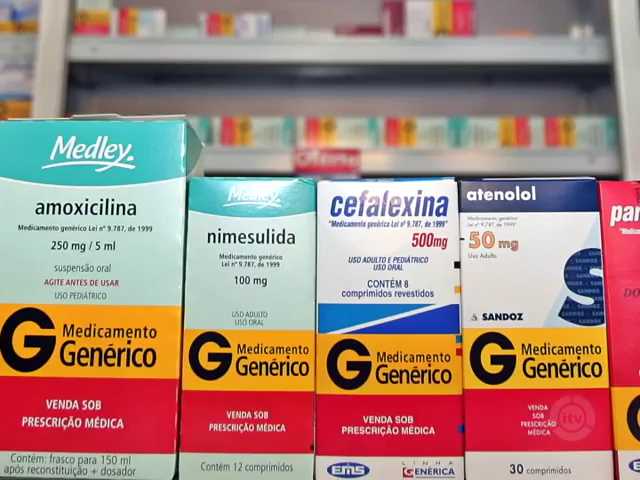 Medley.
amoxicilina
Medicamento genérico Lei nº 9.787, de 1999
250 mg / 5 ml
suspensão oral
AGITE ANTES DE USAR
USO PEDIÁTRICO
G Medicamento
Genérico
VENDA SOB
PRESCRIÇÃO MÉDICA
Contém: frasco para 150 ml
após reconstituição + dosador
Medley.
nimesulida
Medicamento genérico
Lei nº 9.787, de 1999
100 mg
USO ADULTO
USO ORAL
G Medicamento
Genérico
VENDA SOB
PRESCRIÇÃO MÉDICA
Contém 12 comprimidos
cefalexina
"Medicamento genérico Lei nº 9.787, de 1999"
500mg
USO ADULTO E PEDIÁTRICO
USO ORAL
CONTÉM 8
comprimidos revestidos
G Medicamento
Genérico
VENDA SOB
PRESCRIÇÃO MÉDICA
EMS
LINHA
GENÉRICA
atenolol
Medicamento genérico
Lei nº 9.787, de 1999
50 mg
Uso Adulto
SANDOZ
S
G Medicamento
Genérico
VENDA
SOB
PRESCRIÇÃO
MÉDICA
30 comprimidos
par
"Medic
G
itv